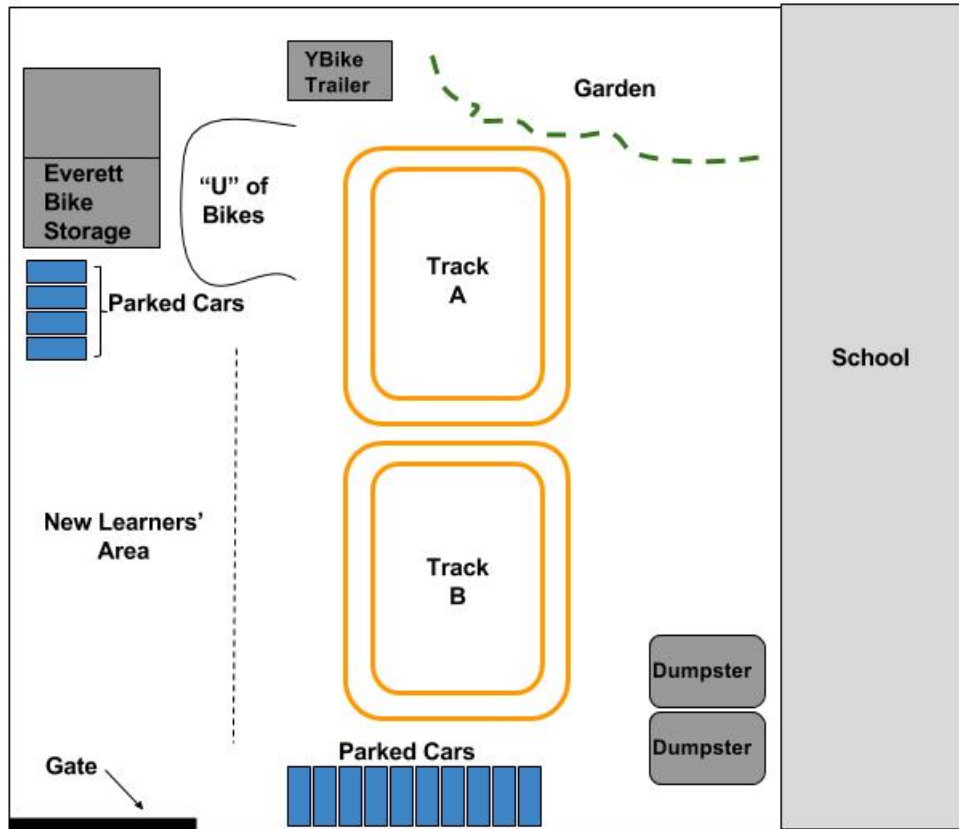 YBike
Trailer
Garden
Everett
Bike
Storage
“U” of
Bikes
Track
A
Parked Cars
School
New Learners’
Area
Track
B
Dumpster
Dumpster
Parked Cars
Gate